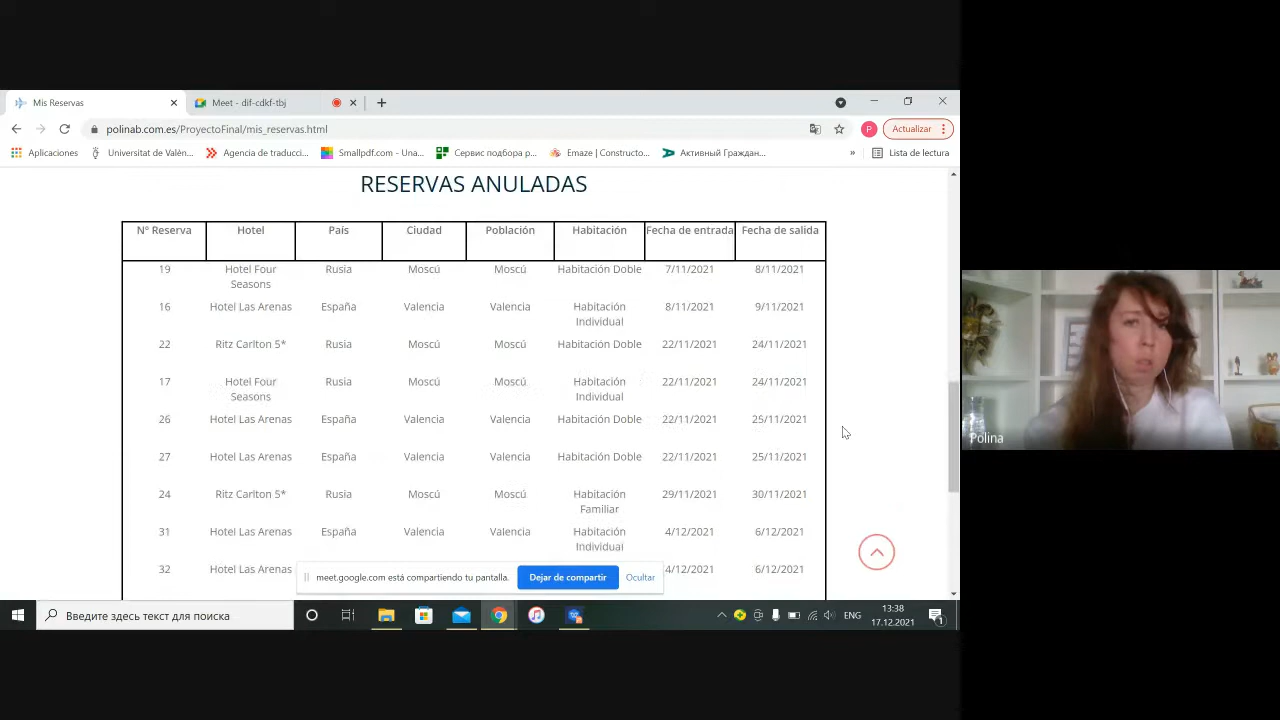 Mis Reservas
Meet - dif-cdkf-tbj
polinab.com.es/ProyectoFinal/mis_reservas.html
P
Actualizar
Aplicaciones
Universitat de Valèn...
Agencia de traducci...
Smallpdf.com - Una...
Сервис подбора р...
Emaze | Constructo...
Активный Граждан...
»
Lista de lectura
RESERVAS ANULADAS
Nº Reserva Hotel País Ciudad Población Habitación Fecha de entrada Fecha de salida
19 Hotel Four Rusia Moscú Moscú Habitación Doble 7/11/2021 8/11/2021
Seasons
16 Hotel Las Arenas España Valencia Valencia Habitación 8/11/2021 9/11/2021
Individual
22 Ritz Carlton 5* Rusia Moscú Moscú Habitación Doble 22/11/2021 24/11/2021
17 Hotel Four Rusia Moscú Moscú Habitación 22/11/2021 24/11/2021
Seasons Individual
26 Hotel Las Arenas España Valencia Valencia Habitación Doble 22/11/2021 25/11/2021
27 Hotel Las Arenas España Valencia Valencia Habitación Doble 22/11/2021 25/11/2021
24 Ritz Carlton 5* Rusia Moscú Moscú Habitación 29/11/2021 30/11/2021
Familiar
31 Hotel Las Arenas España Valencia Valencia Habitación 4/12/2021 6/12/2021
Individual
32 Hotel Las Arenas 4/12/2021 6/12/2021
meet.google.com está compartiendo tu pantalla. Dejar de compartir Ocultar
Polina
Введите здесь текст для поиска
ENG
13:38
17.12.2021
1